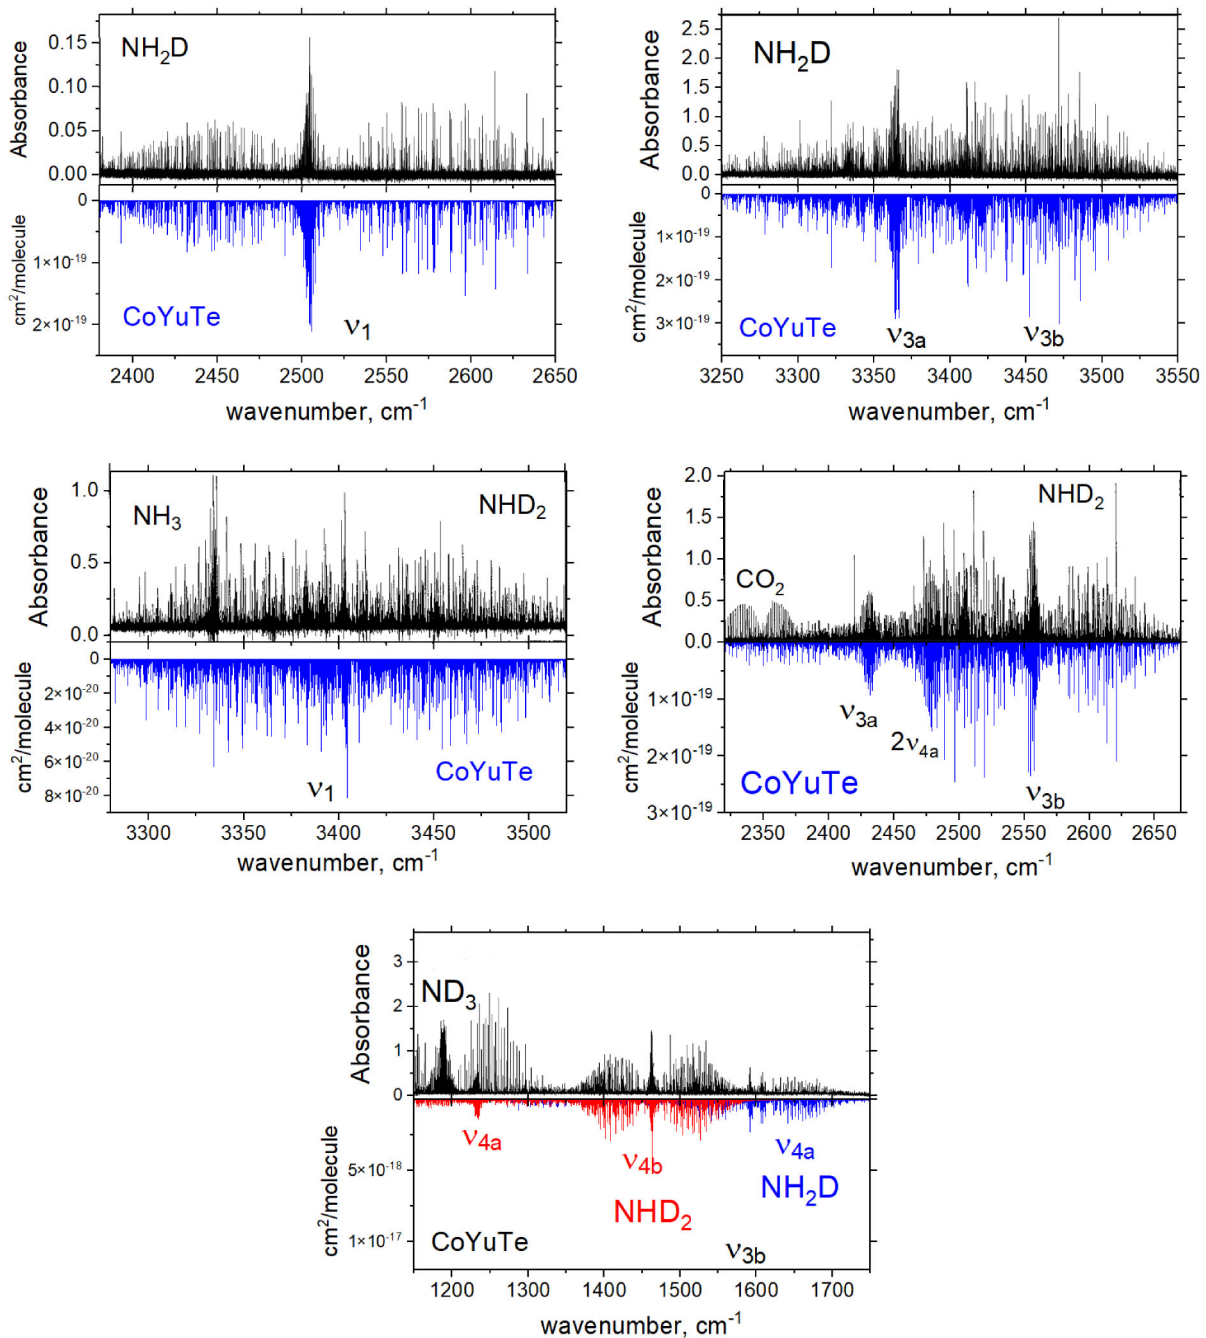 NH₂D
Absorbance
0.15
0.10
0.05
0.00
cm²/molecule
0
1×10⁻¹⁹
2×10⁻¹⁹
CoYuTe
ν₁
2400 2450 2500 2550 2600 2650
wavenumber, cm⁻¹
NH₂D
Absorbance
2.5
2.0
1.5
1.0
0.5
0.0
cm²/molecule
0
1×10⁻¹⁹
2×10⁻¹⁹
3×10⁻¹⁹
CoYuTe
ν₃ₐ
ν₃b
3250 3300 3350 3400 3450 3500 3550
wavenumber, cm⁻¹
NH₃
NHD₂
Absorbance
1.0
0.5
0.0
cm²/molecule
0
2×10⁻²⁰
4×10⁻²⁰
6×10⁻²⁰
8×10⁻²⁰
CoYuTe
ν₁
3300 3350 3400 3450 3500
wavenumber, cm⁻¹
NHD₂
CO₂
Absorbance
2.0
1.5
1.0
0.5
0.0
cm²/molecule
1×10⁻¹⁹
2×10⁻¹⁹
3×10⁻¹⁹
ν₃ₐ
2ν₄ₐ
ν₃b
CoYuTe
2350 2400 2450 2500 2550 2600 2650
wavenumber, cm⁻¹
ND₃
Absorbance
3
2
1
0
cm²/molecule
5×10⁻¹⁸
1×10⁻¹⁷
ν₄ₐ
ν₄b
ν₄ₐ
NH₂D
NHD₂
CoYuTe
ν₃b
1200 1300 1400 1500 1600 1700
wavenumber, cm⁻¹